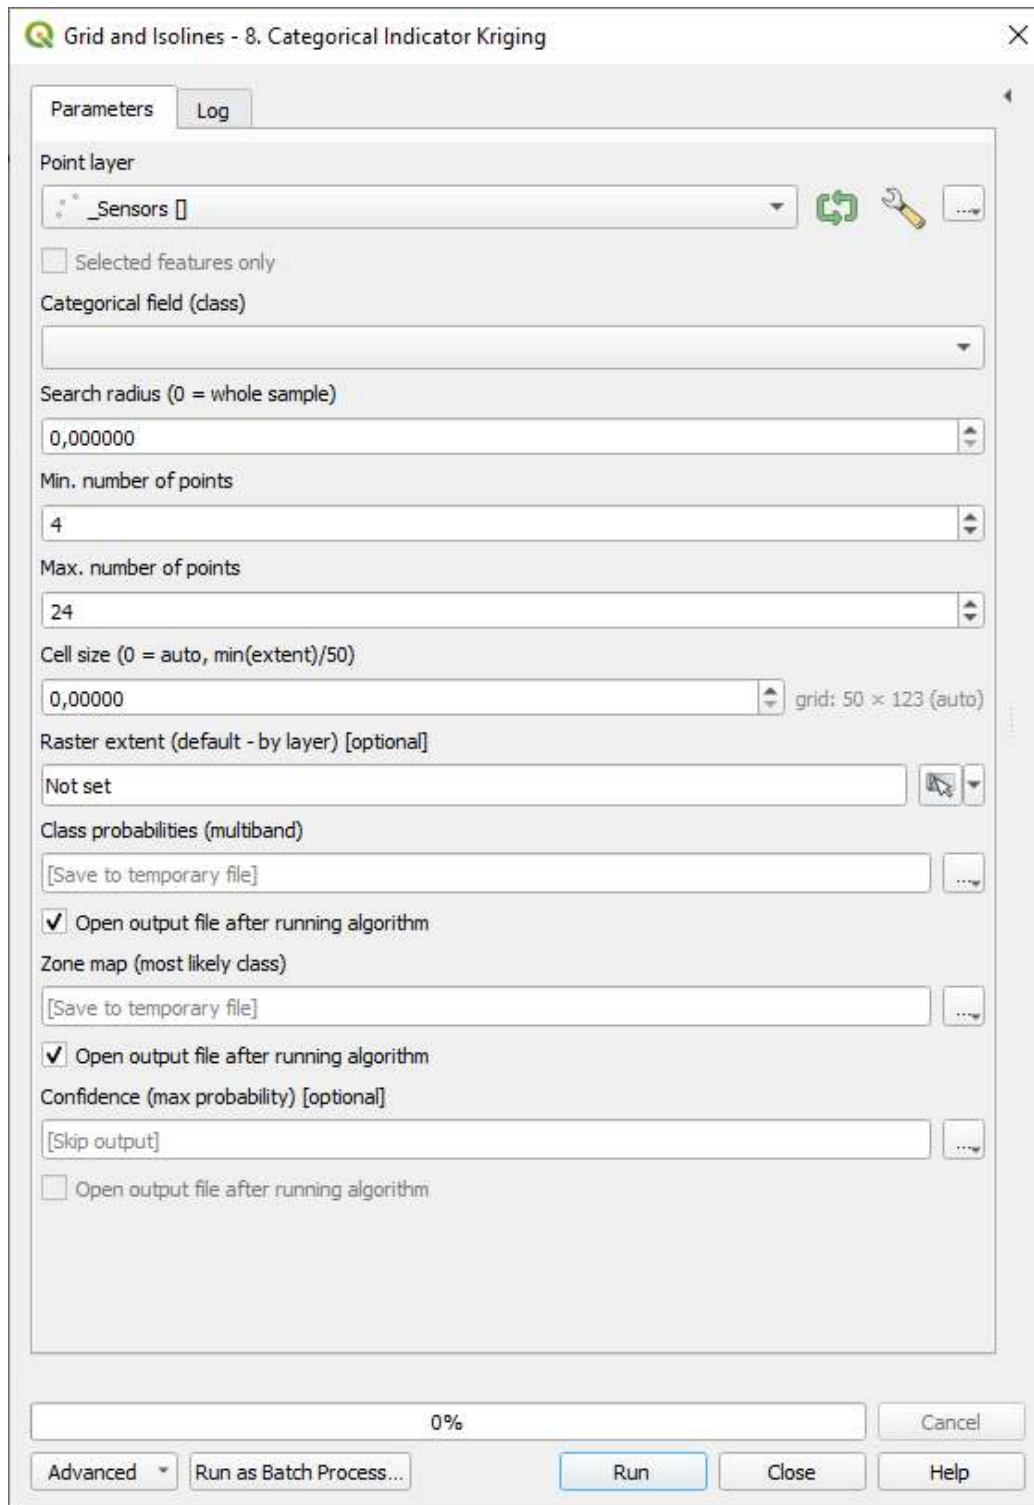 Grid and Isolines - 8. Categorical Indicator Kriging
Parameters
Log
Point layer
_Sensors []
...
Selected features only
Categorical field (class)
Search radius (0 = whole sample)
0,000000
Min. number of points
4
Max. number of points
24
Cell size (0 = auto, min(extent)/50)
0,00000
grid: 50 × 123 (auto)
Raster extent (default - by layer) [optional]
Not set
Class probabilities (multiband)
[Save to temporary file]
...
Open output file after running algorithm
Zone map (most likely class)
[Save to temporary file]
...
Open output file after running algorithm
Confidence (max probability) [optional]
[Skip output]
...
Open output file after running algorithm
0%
Cancel
Advanced
Run as Batch Process...
Run
Close
Help